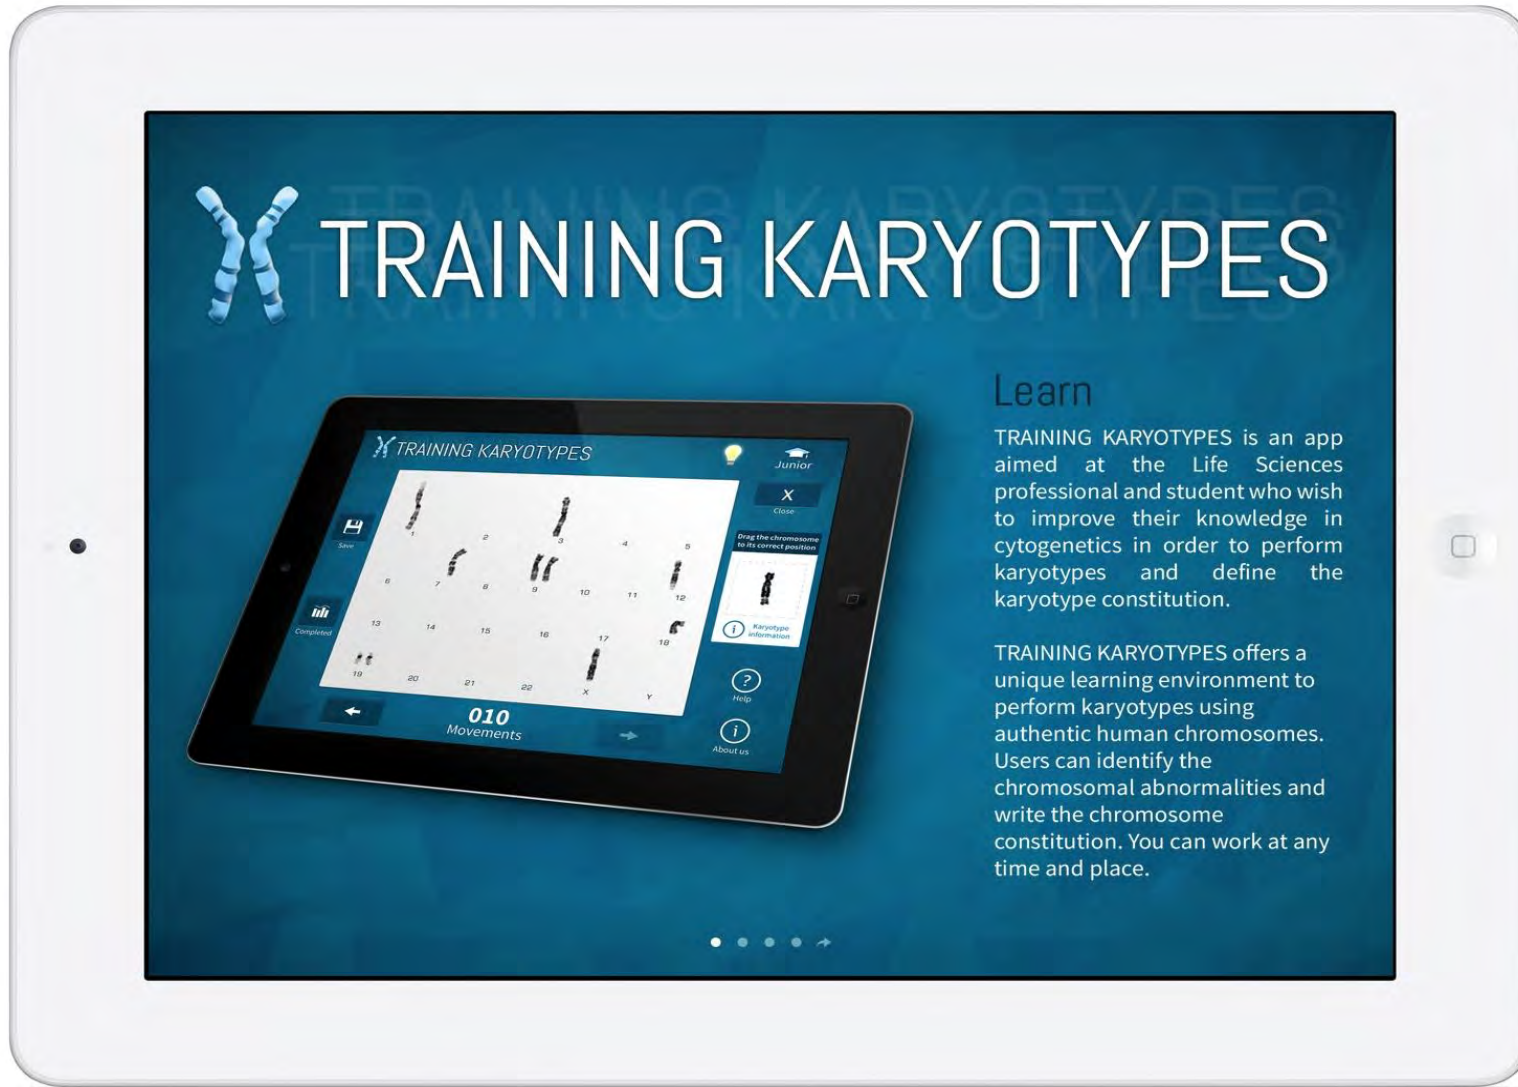 TRAINING KARYOTYPES
TRAINING KARYOTYPES
Junior
X
Close
Save
Completed
Drag the chromosome
to its correct position
1 2 3 4 5
6 7 8 9 10 11 12
13 14 15 16 17 18
19 20 21 22 X Y
i
Karyotype
information
?
Help
i
About us
010
Movements
Learn
TRAINING KARYOTYPES is an app
aimed at the Life Sciences
professional and student who wish
to improve their knowledge in
cytogenetics in order to perform
karyotypes and define the
karyotype constitution.
TRAINING KARYOTYPES offers a
unique learning environment to
perform karyotypes using
authentic human chromosomes.
Users can identify the
chromosomal abnormalities and
write the chromosome
constitution. You can work at any
time and place.